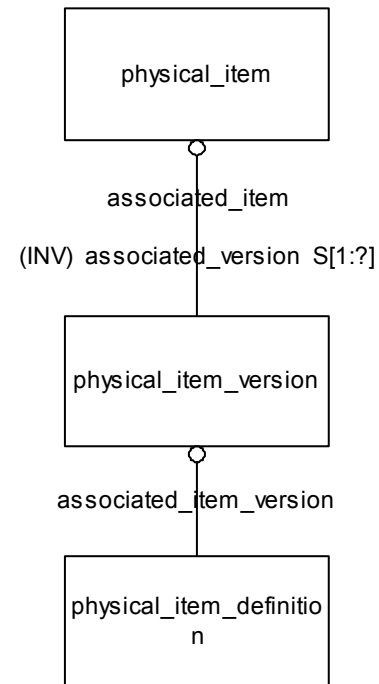 physical_item
associated_item
(INV) associated_version S[1:?]
physical_item_version
associated_item_version
physical_item_definitio
n